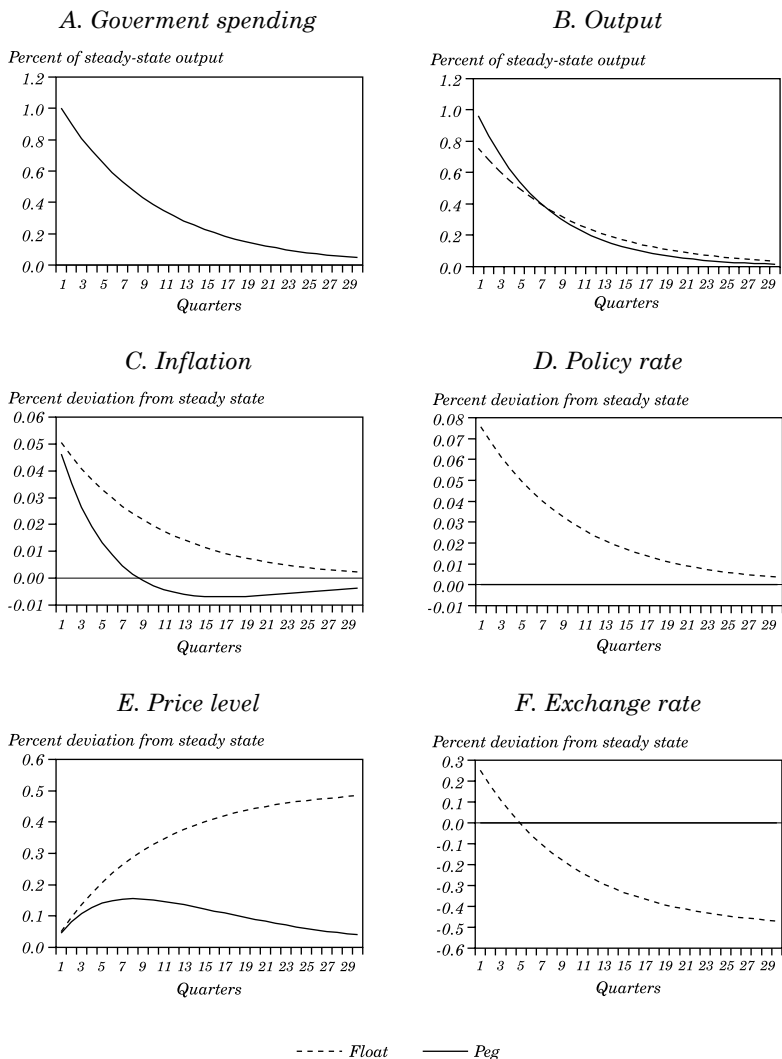 A. Goverment spending
Percent of steady-state output
1.2
1.0
0.8
0.6
0.4
0.2
0.0
1 3 5 7 9 11 13 15 17 19 21 23 25 27 29
Quarters
B. Output
Percent of steady-state output
1.2
1.0
0.8
0.6
0.4
0.2
0.0
1 3 5 7 9 11 13 15 17 19 21 23 25 27 29
Quarters
C. Inflation
Percent deviation from steady state
0.06
0.05
0.04
0.03
0.02
0.01
0.00
-0.01
1 3 5 7 9 11 13 15 17 19 21 23 25 27 29
Quarters
D. Policy rate
Percent deviation from steady state
0.08
0.07
0.06
0.05
0.04
0.03
0.02
0.01
0.00
-0.01
1 3 5 7 9 11 13 15 17 19 21 23 25 27 29
Quarters
E. Price level
Percent deviation from steady state
0.6
0.5
0.4
0.3
0.2
0.1
0.0
1 3 5 7 9 11 13 15 17 19 21 23 25 27 29
Quarters
F. Exchange rate
Percent deviation from steady state
0.3
0.2
0.1
0.0
-0.1
-0.2
-0.3
-0.4
-0.5
-0.6
1 3 5 7 9 11 13 15 17 19 21 23 25 27 29
Quarters
Float Peg